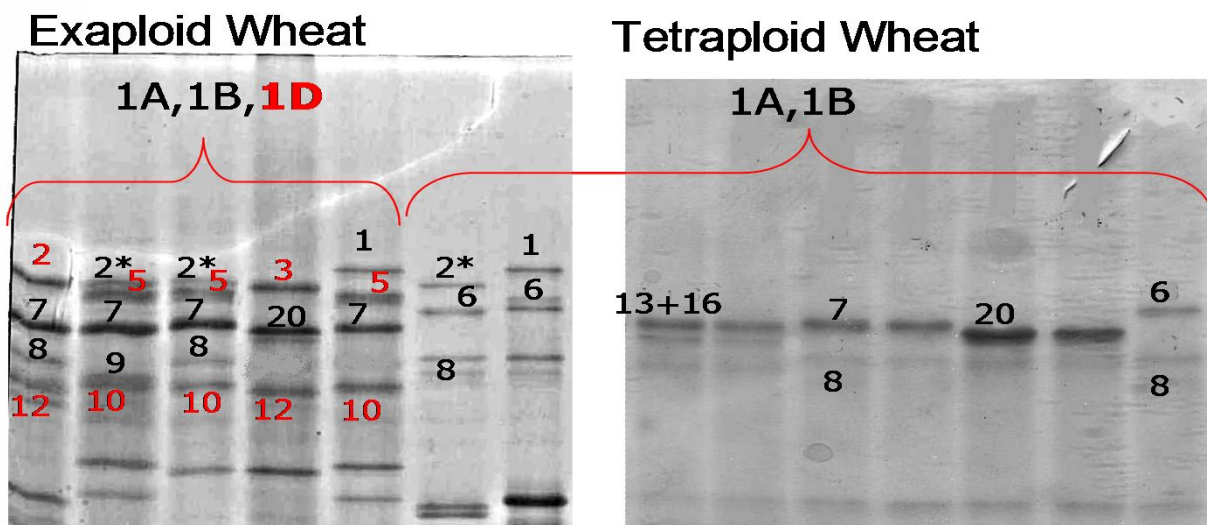 Exaploid Wheat
Tetraploid Wheat
1A,1B,1D
1A,1B
2 2* 5 2* 5 3 1 5 2* 1
7 7 7 20 7 6 6
8 9 8 8
12 10 10 12 10
13+16 7 20 6
8 8